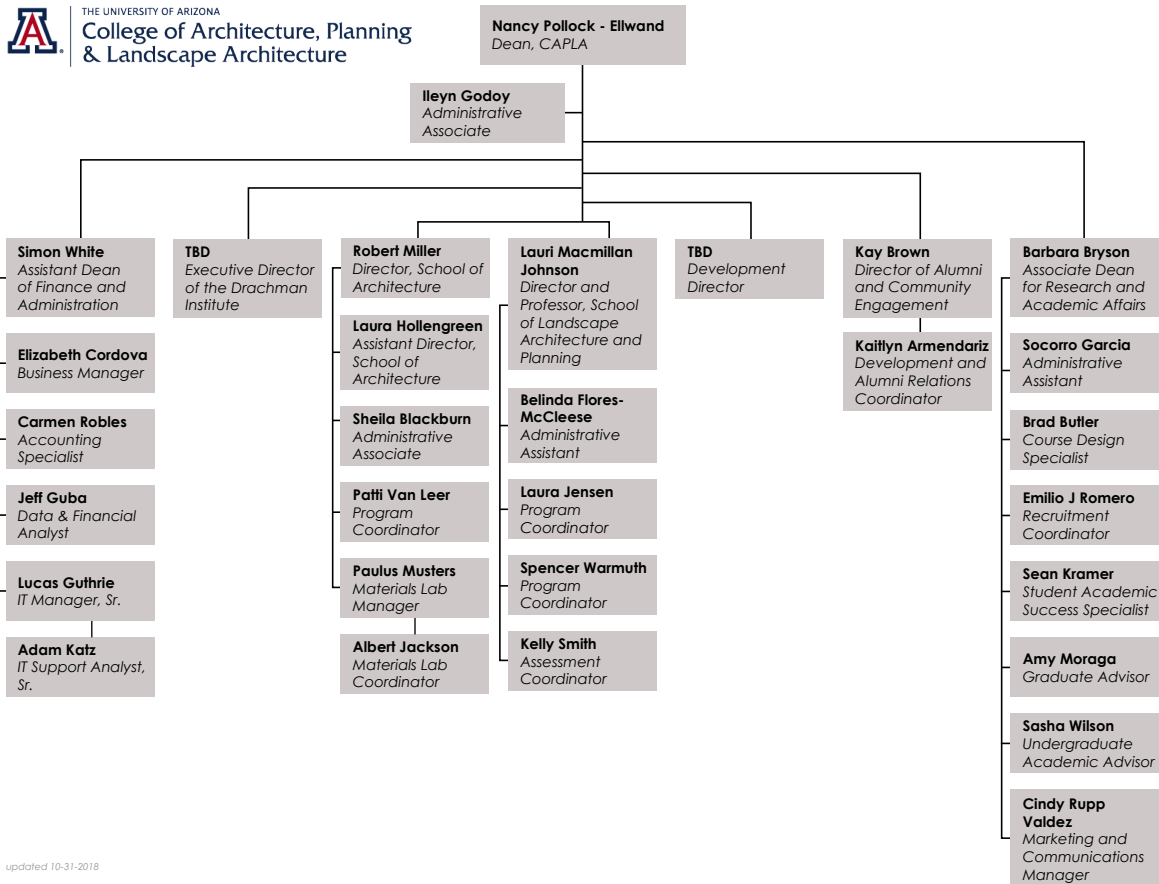 THE UNIVERSITY OF ARIZONA
College of Architecture, Planning
& Landscape Architecture
Nancy Pollock - Ellwand
Dean, CAPLA
Ileyn Godoy
Administrative
Associate
Simon White
Assistant Dean
of Finance and
Administration
Elizabeth Cordova
Business Manager
Carmen Robles
Accounting
Specialist
Jeff Guba
Data & Financial
Analyst
Lucas Guthrie
IT Manager, Sr.
Adam Katz
IT Support Analyst,
Sr.
TBD
Executive Director
of the Drachman
Institute
Robert Miller
Director, School of
Architecture
Laura Hollengreen
Assistant Director,
School of
Architecture
Sheila Blackburn
Administrative
Associate
Patti Van Leer
Program
Coordinator
Paulus Musters
Materials Lab
Manager
Albert Jackson
Materials Lab
Coordinator
Lauri Macmillan
Johnson
Director and
Professor, School
of Landscape
Architecture and
Planning
Belinda Flores-
McCleese
Administrative
Assistant
Laura Jensen
Program
Coordinator
Spencer Warmuth
Program
Coordinator
Kelly Smith
Assessment
Coordinator
TBD
Development
Director
Kay Brown
Director of Alumni
and Community
Engagement
Kaitlyn Armendariz
Development and
Alumni Relations
Coordinator
Barbara Bryson
Associate Dean
for Research and
Academic Affairs
Socorro Garcia
Administrative
Assistant
Brad Butler
Course Design
Specialist
Emilio J Romero
Recruitment
Coordinator
Sean Kramer
Student Academic
Success Specialist
Amy Moraga
Graduate Advisor
Sasha Wilson
Undergraduate
Academic Advisor
Cindy Rupp
Valdez
Marketing and
Communications
Manager
updated 10-31-2018